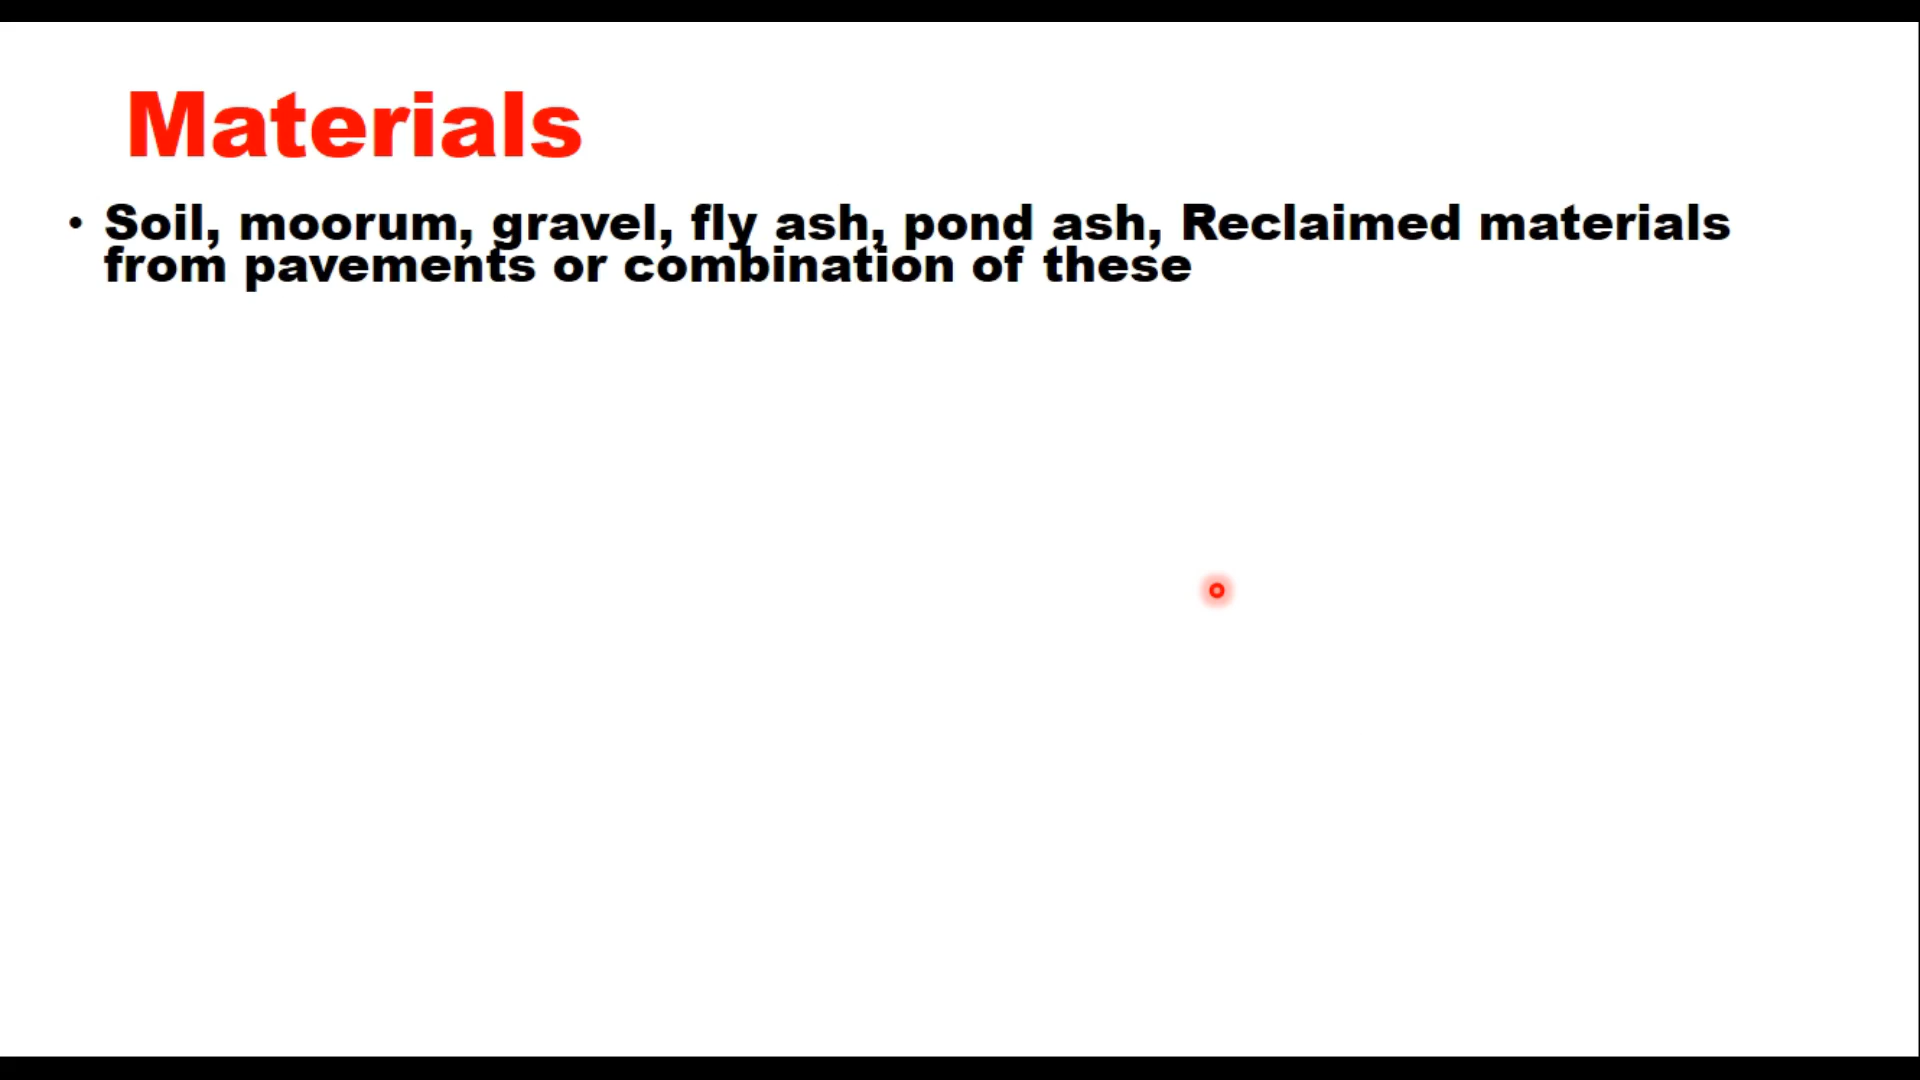 Materials
• Soil, moorum, gravel, fly ash, pond ash, Reclaimed materials
from pavements or combination of these